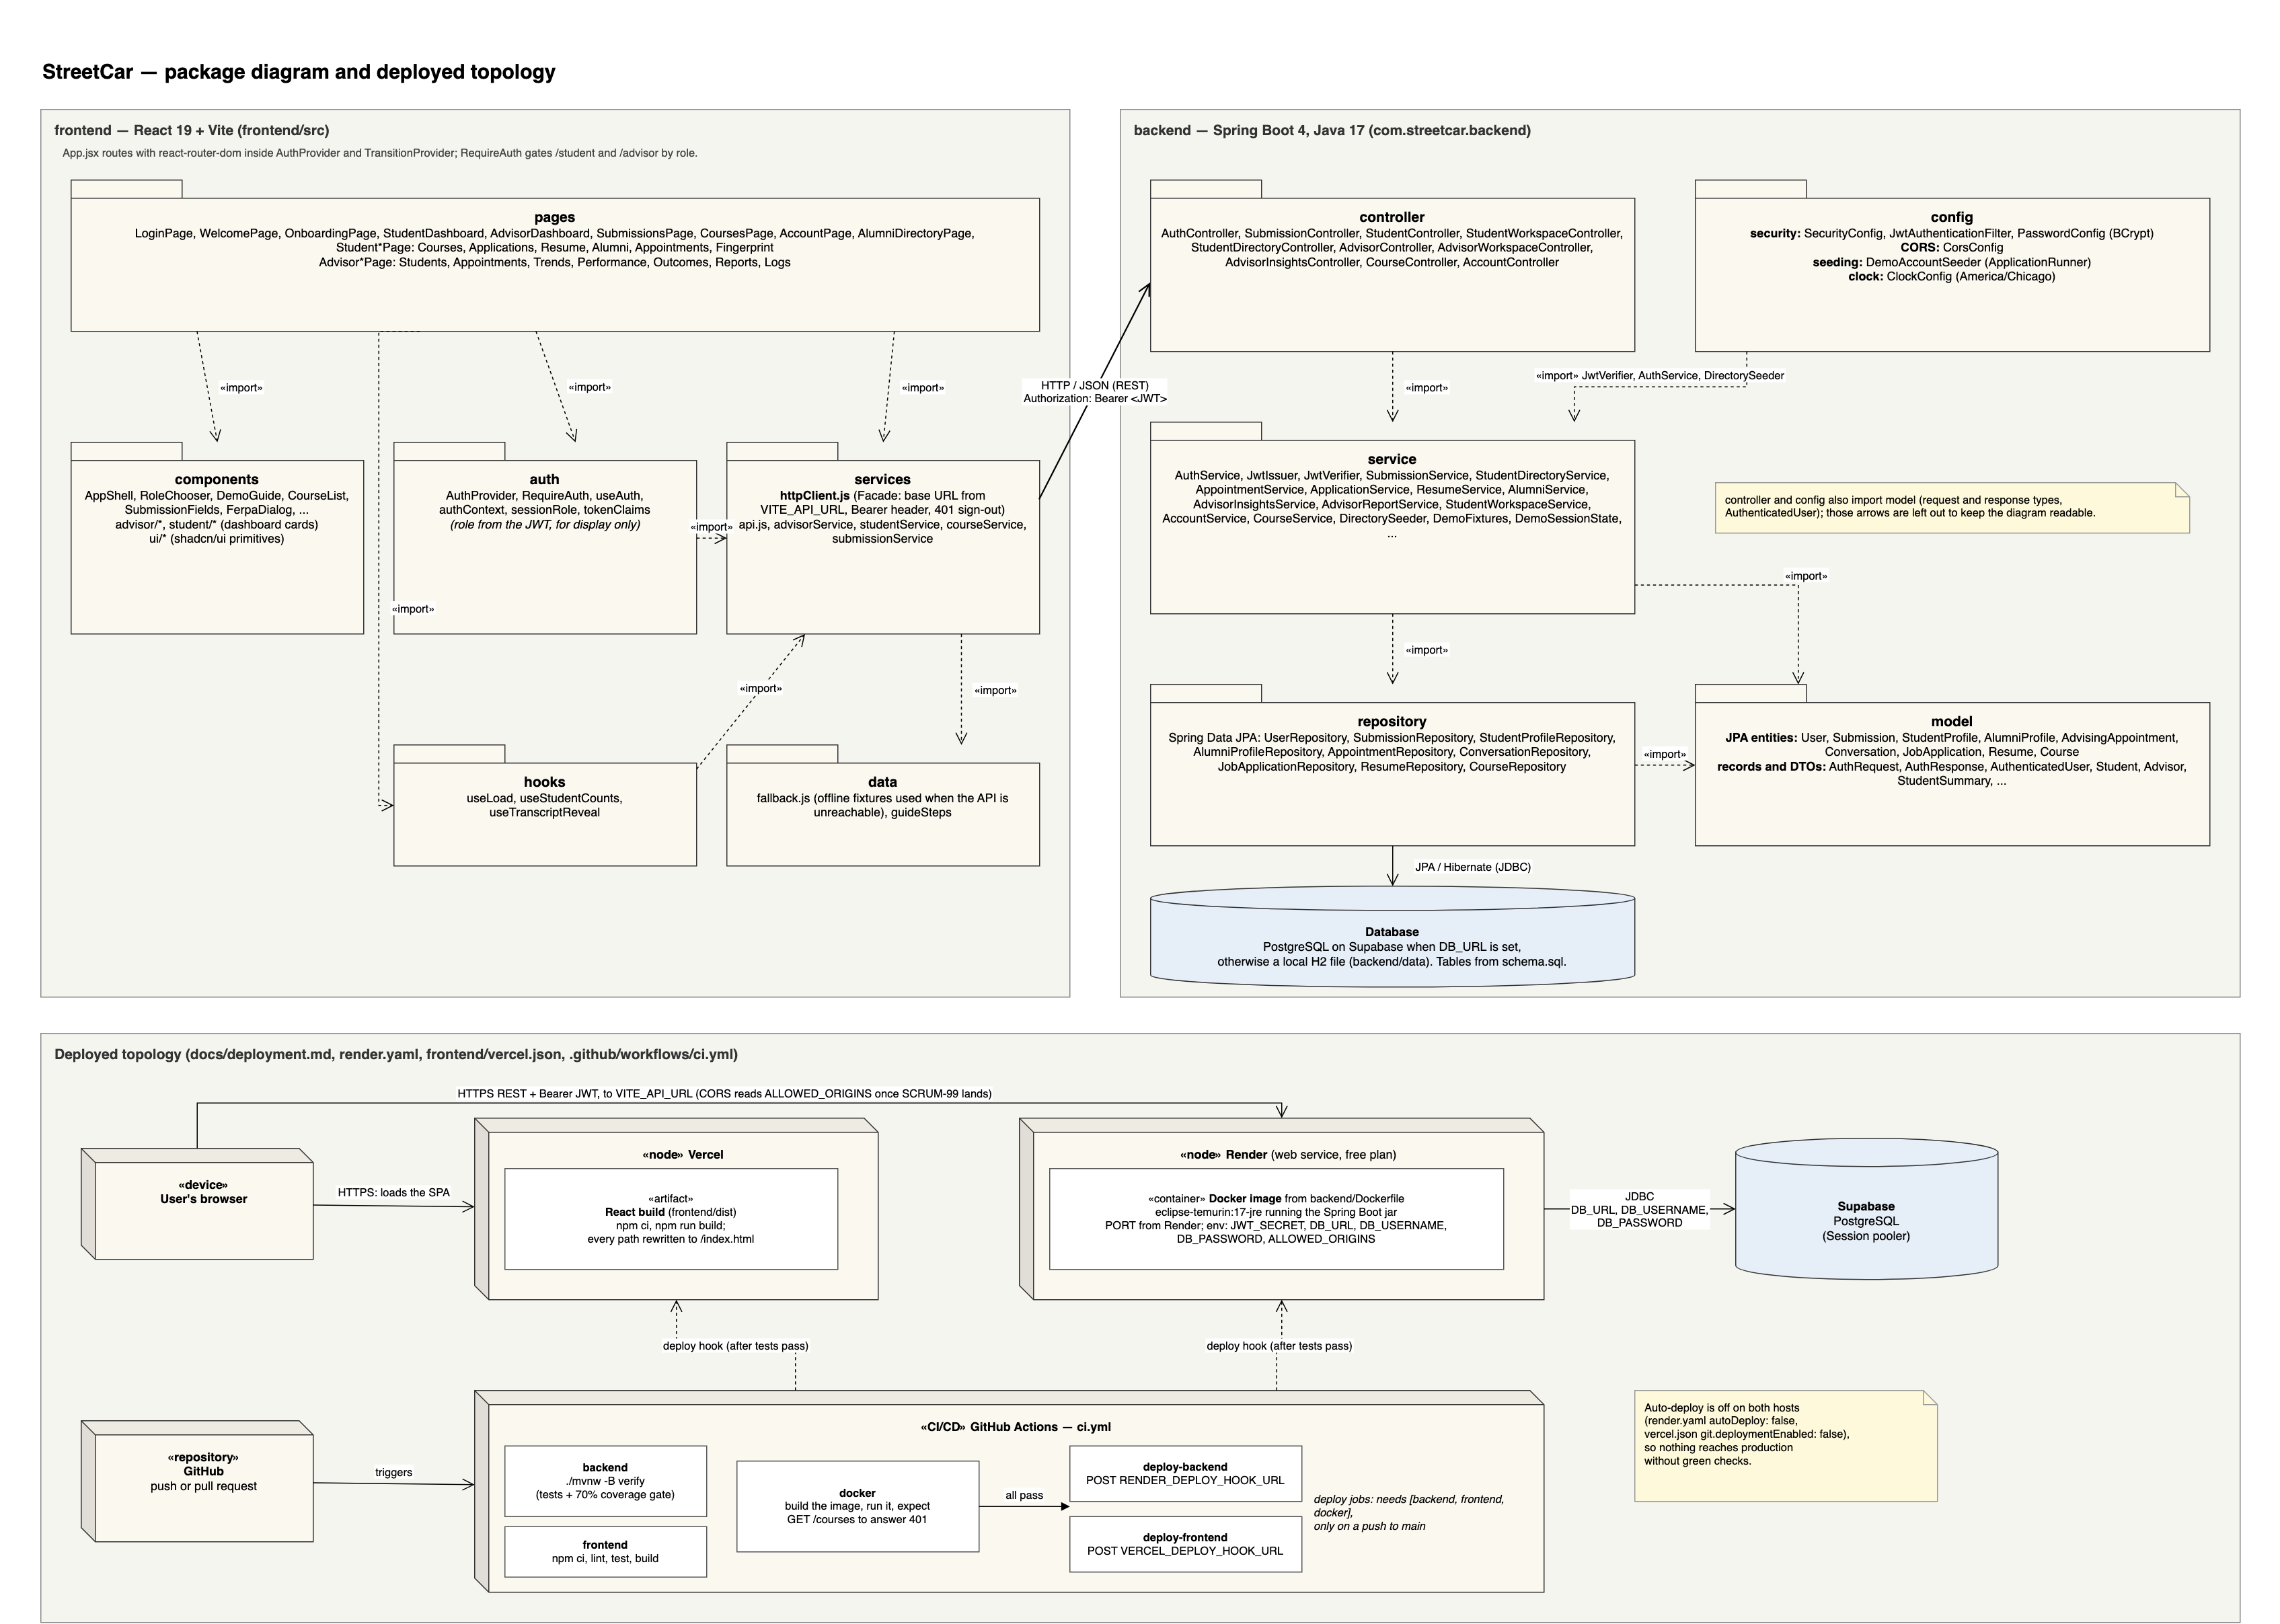 StreetCar — package diagram and deployed topology
frontend — React 19 + Vite (frontend/src)
App.jsx routes with react-router-dom inside AuthProvider and TransitionProvider; RequireAuth gates /student and /advisor by role.
pages
LoginPage, WelcomePage, OnboardingPage, StudentDashboard, AdvisorDashboard, SubmissionsPage, CoursesPage, AccountPage, AlumniDirectoryPage,
Student*Page: Courses, Applications, Resume, Alumni, Appointments, Fingerprint
Advisor*Page: Students, Appointments, Trends, Performance, Outcomes, Reports, Logs
«import»
«import»
«import»
components
AppShell, RoleChooser, DemoGuide, CourseList,
SubmissionFields, FerpaDialog, ...
advisor/*, student/* (dashboard cards)
ui/* (shadcn/ui primitives)
auth
AuthProvider, RequireAuth, useAuth,
authContext, sessionRole, tokenClaims
(role from the JWT, for display only)
«import»
services
httpClient.js (Facade: base URL from
VITE_API_URL, Bearer header, 401 sign-out)
api.js, advisorService, studentService, courseService,
submissionService
«import»
«import»
«import»
hooks
useLoad, useStudentCounts,
useTranscriptReveal
data
fallback.js (offline fixtures used when the API is
unreachable), guideSteps
HTTP / JSON (REST)
Authorization: Bearer <JWT>
backend — Spring Boot 4, Java 17 (com.streetcar.backend)
controller
AuthController, SubmissionController, StudentController, StudentWorkspaceController,
StudentDirectoryController, AdvisorController, AdvisorWorkspaceController,
AdvisorInsightsController, CourseController, AccountController
config
security: SecurityConfig, JwtAuthenticationFilter, PasswordConfig (BCrypt)
CORS: CorsConfig
seeding: DemoAccountSeeder (ApplicationRunner)
clock: ClockConfig (America/Chicago)
«import»
«import» JwtVerifier, AuthService, DirectorySeeder
service
AuthService, JwtIssuer, JwtVerifier, SubmissionService, StudentDirectoryService,
AppointmentService, ApplicationService, ResumeService, AlumniService,
AdvisorInsightsService, AdvisorReportService, StudentWorkspaceService,
AccountService, CourseService, DirectorySeeder, DemoFixtures, DemoSessionState,
...
controller and config also import model (request and response types,
AuthenticatedUser); those arrows are left out to keep the diagram readable.
«import»
«import»
repository
Spring Data JPA: UserRepository, SubmissionRepository, StudentProfileRepository,
AlumniProfileRepository, AppointmentRepository, ConversationRepository,
JobApplicationRepository, ResumeRepository, CourseRepository
«import»
model
JPA entities: User, Submission, StudentProfile, AlumniProfile, AdvisingAppointment,
Conversation, JobApplication, Resume, Course
records and DTOs: AuthRequest, AuthResponse, AuthenticatedUser, Student, Advisor,
StudentSummary, ...
JPA / Hibernate (JDBC)
Database
PostgreSQL on Supabase when DB_URL is set,
otherwise a local H2 file (backend/data). Tables from schema.sql.
Deployed topology (docs/deployment.md, render.yaml, frontend/vercel.json, .github/workflows/ci.yml)
HTTPS REST + Bearer JWT, to VITE_API_URL (CORS reads ALLOWED_ORIGINS once SCRUM-99 lands)
«device»
User's browser
HTTPS: loads the SPA
«node» Vercel
«artifact»
React build (frontend/dist)
npm ci, npm run build;
every path rewritten to /index.html
«node» Render (web service, free plan)
«container» Docker image from backend/Dockerfile
eclipse-temurin:17-jre running the Spring Boot jar
PORT from Render; env: JWT_SECRET, DB_URL, DB_USERNAME,
DB_PASSWORD, ALLOWED_ORIGINS
JDBC
DB_URL, DB_USERNAME,
DB_PASSWORD
Supabase
PostgreSQL
(Session pooler)
deploy hook (after tests pass)
deploy hook (after tests pass)
«repository»
GitHub
push or pull request
triggers
«CI/CD» GitHub Actions — ci.yml
backend
./mvnw -B verify
(tests + 70% coverage gate)
frontend
npm ci, lint, test, build
docker
build the image, run it, expect
GET /courses to answer 401
all pass
deploy-backend
POST RENDER_DEPLOY_HOOK_URL
deploy-frontend
POST VERCEL_DEPLOY_HOOK_URL
deploy jobs: needs [backend, frontend,
docker],
only on a push to main
Auto-deploy is off on both hosts
(render.yaml autoDeploy: false,
vercel.json git.deploymentEnabled: false),
so nothing reaches production
without green checks.